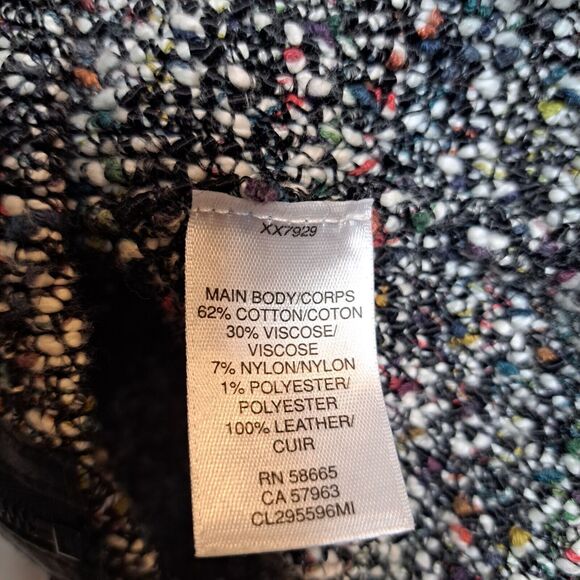 XX7929
MAIN BODY/CORPS
62% COTTON/COTON
30% VISCOSE/
VISCOSE
7% NYLON/NYLON
1% POLYESTER/
POLYESTER
100% LEATHER/
CUIR
RN 58665
CA 57963
CL295596MI